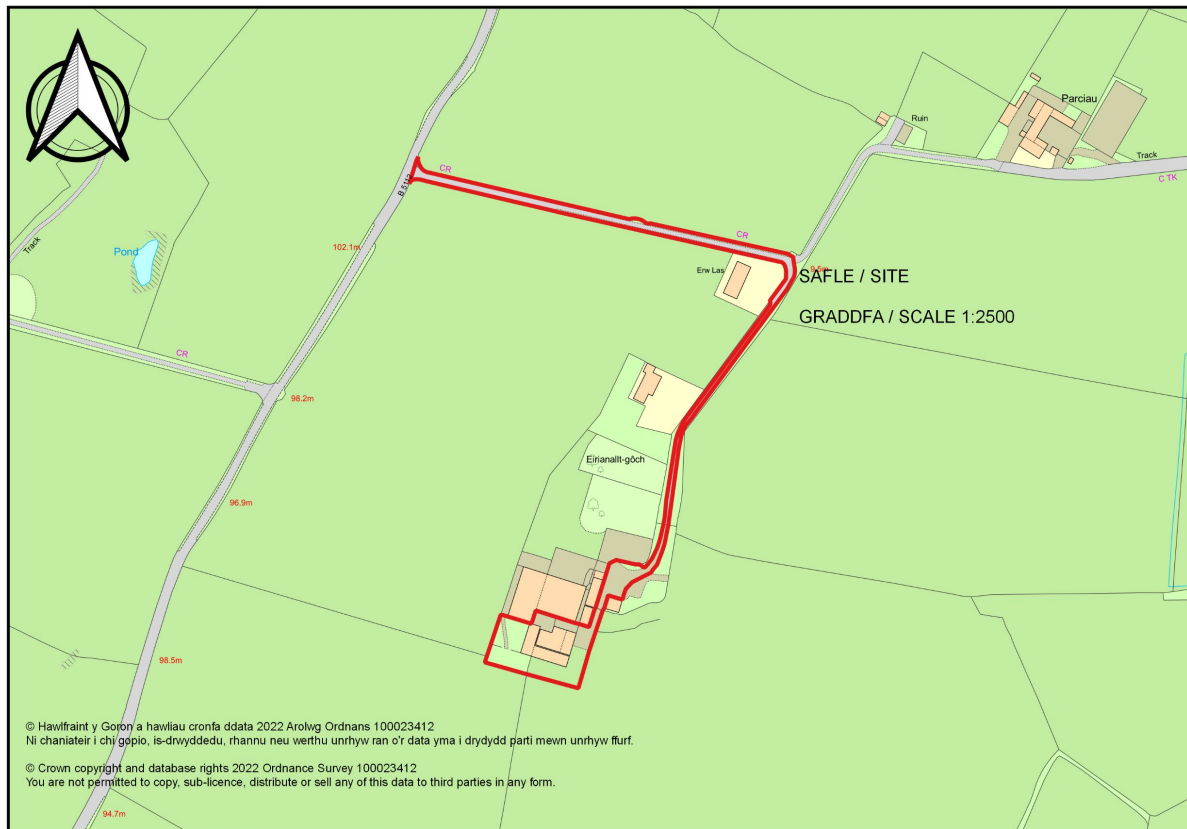 Parciau
Ruin
Track
C TK
CR
B 5112
CR
Track
Pond
102.1m
Erw Las
SAFLE / SITE
GRADDFA / SCALE 1:2500
CR
98.2m
Eirianallt-gôch
96.9m
98.5m
© Hawlfraint y Goron a hawliau cronfa ddata 2022 Arolwg Ordnans 100023412
Ni chaniateir i chi gopio, is-drwyddedu, rhannu neu werthu unrhyw ran o'r data yma i drydydd parti mewn unrhyw ffurf.
© Crown copyright and database rights 2022 Ordnance Survey 100023412
You are not permitted to copy, sub-licence, distribute or sell any of this data to third parties in any form.
94.7m